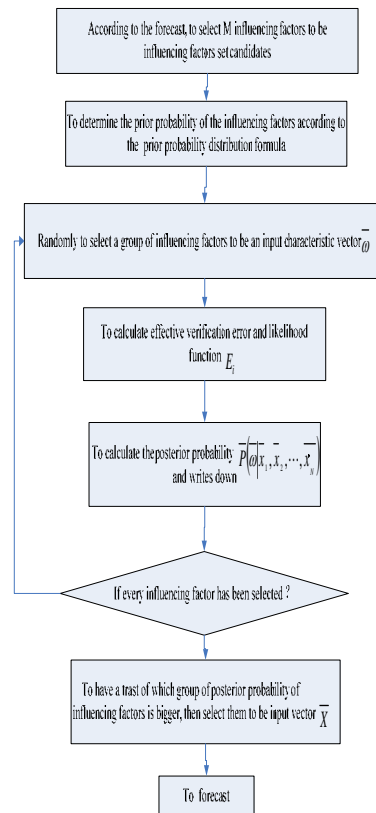 According to the forecast, to select M influencing factors to be
influencing factors set candidates
To determine the prior probability of the influencing factors according to
the prior probability distribution formula
Randomly to select a group of influencing factors to be an input characteristic vector ω̅
To calculate effective verification error and likelihood
function E_i
To calculate the posterior probability P̅(ω̅|x̅_1,x̅_2,⋯,x̅_N)
and writes down
If every influencing factor has been selected ?
To have a trast of which group of posterior probability of
influencing factors is bigger, then select them to be input vector X̅
To forecast